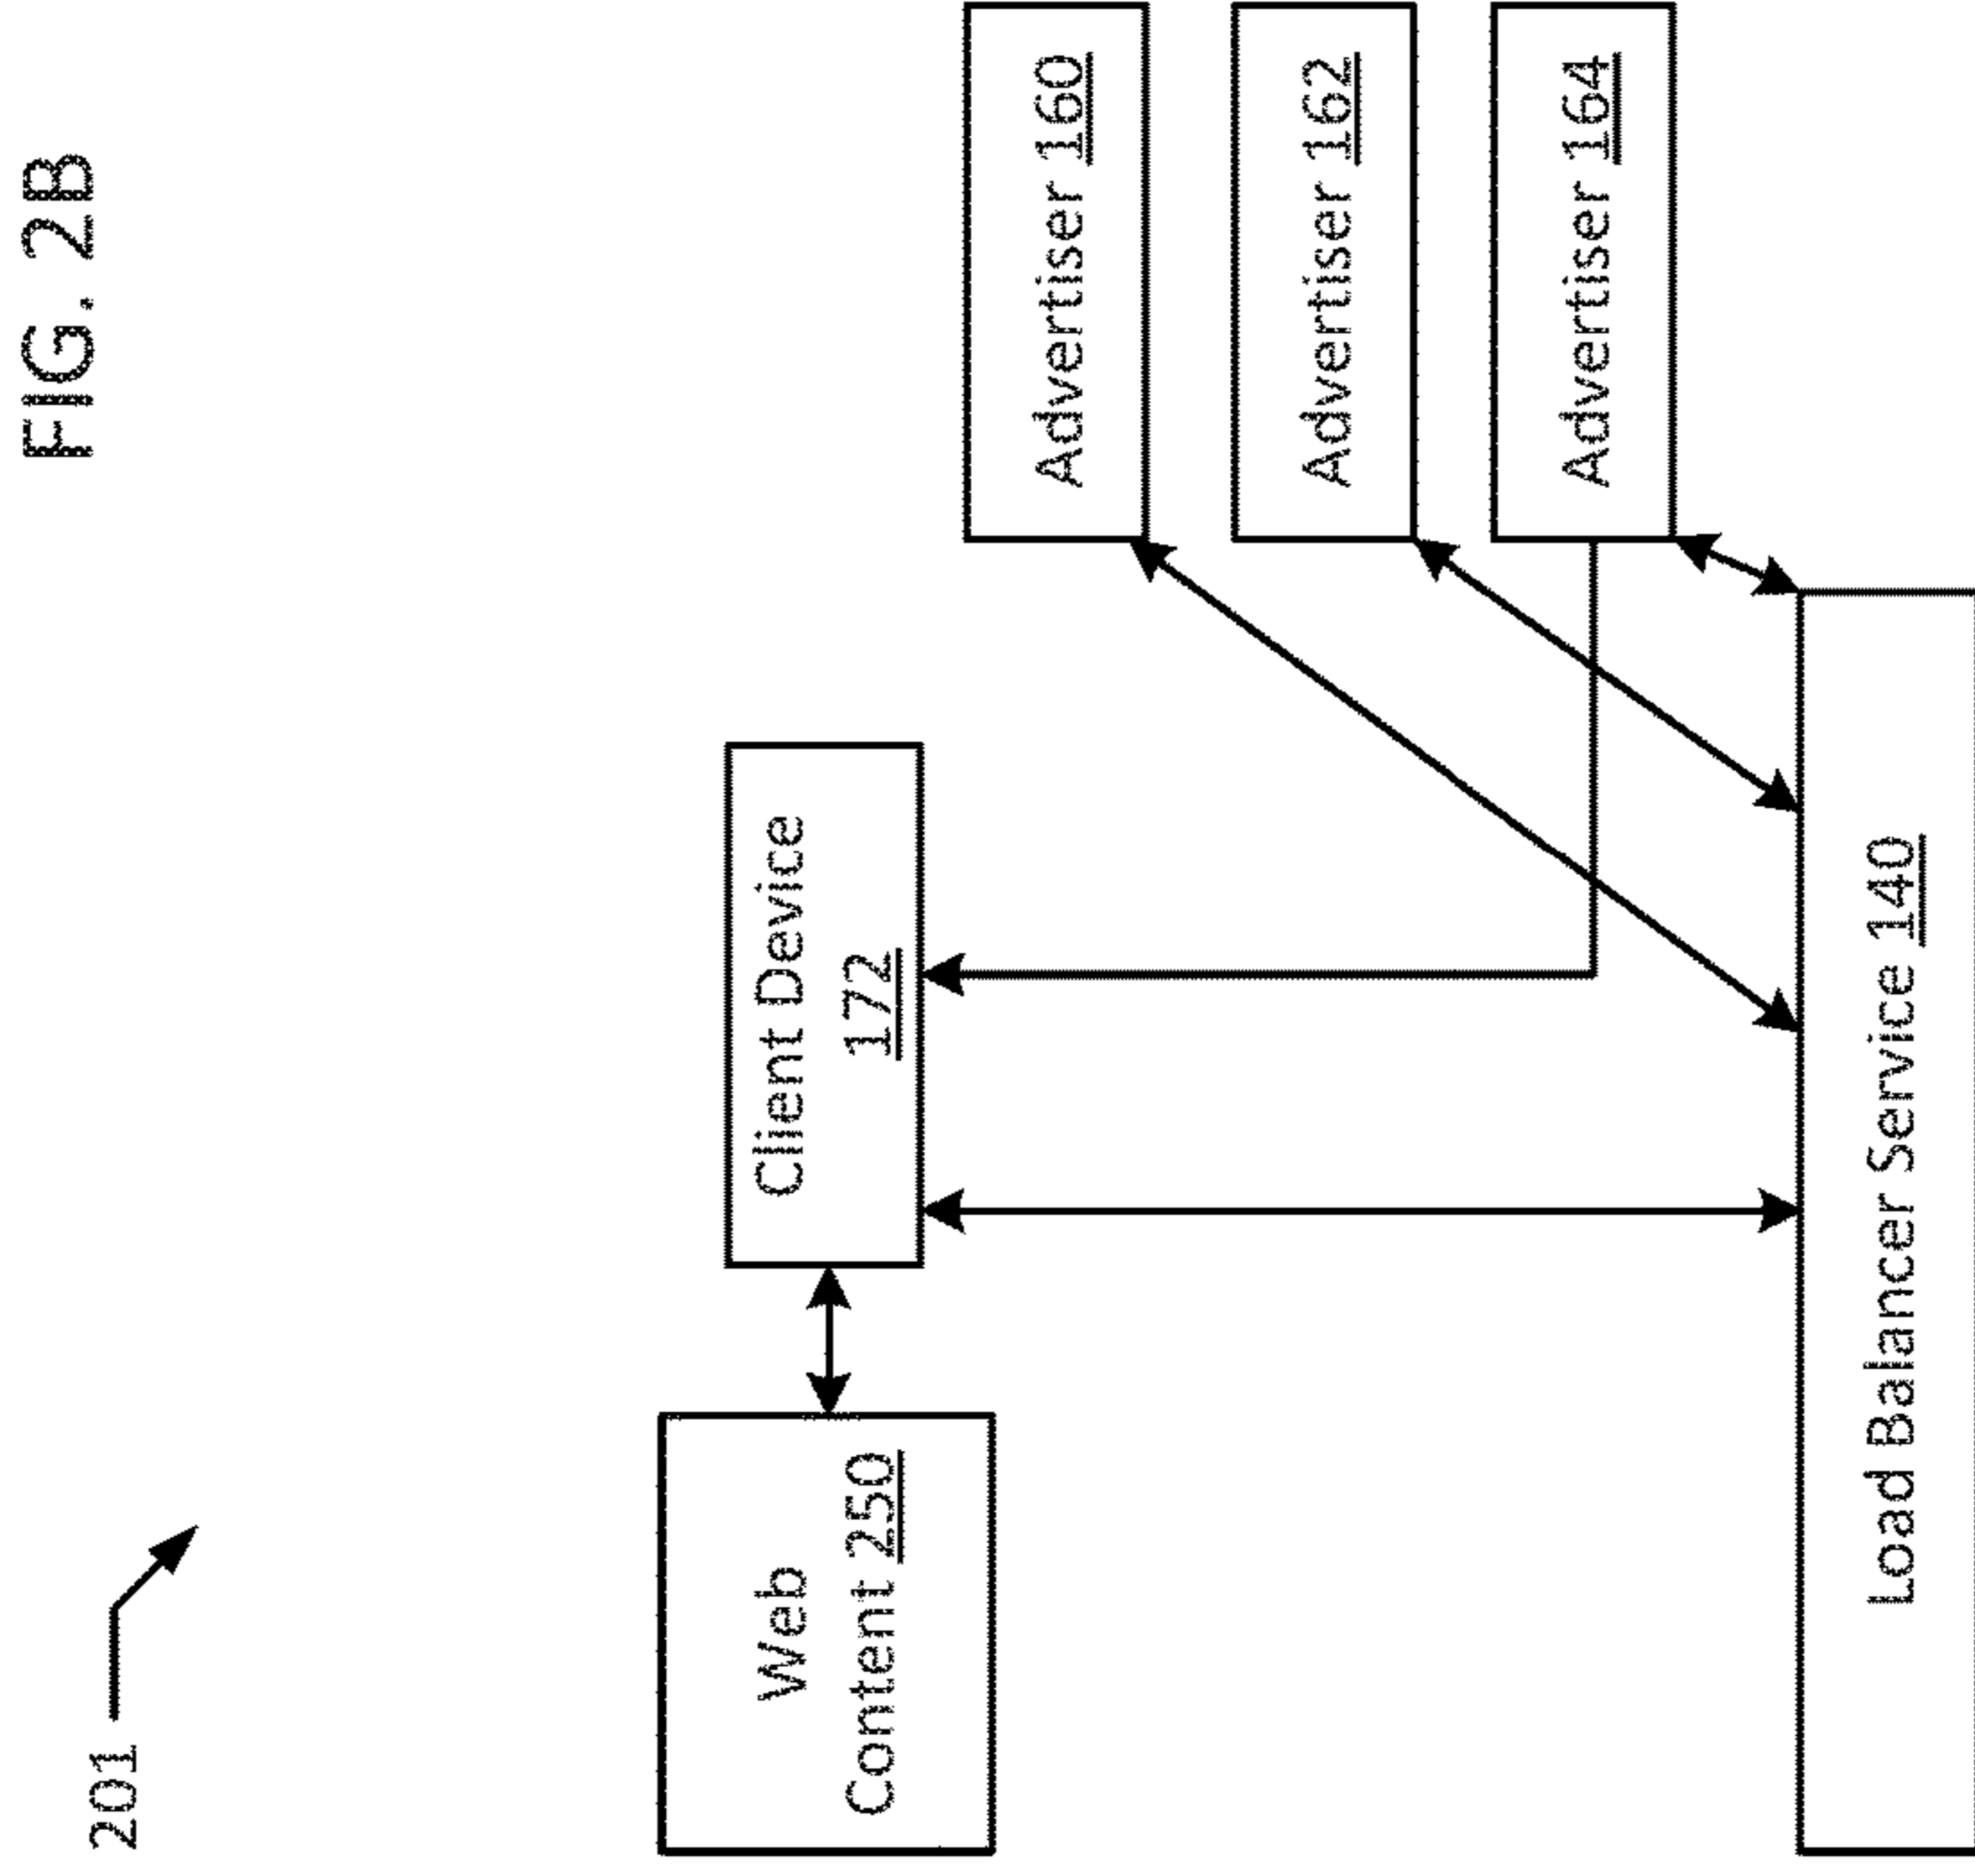 FIG. 2B
201
Web
Content 250
Client Device
172
Advertiser 160
Advertiser 162
Advertiser 164
Load Balancer Service 140